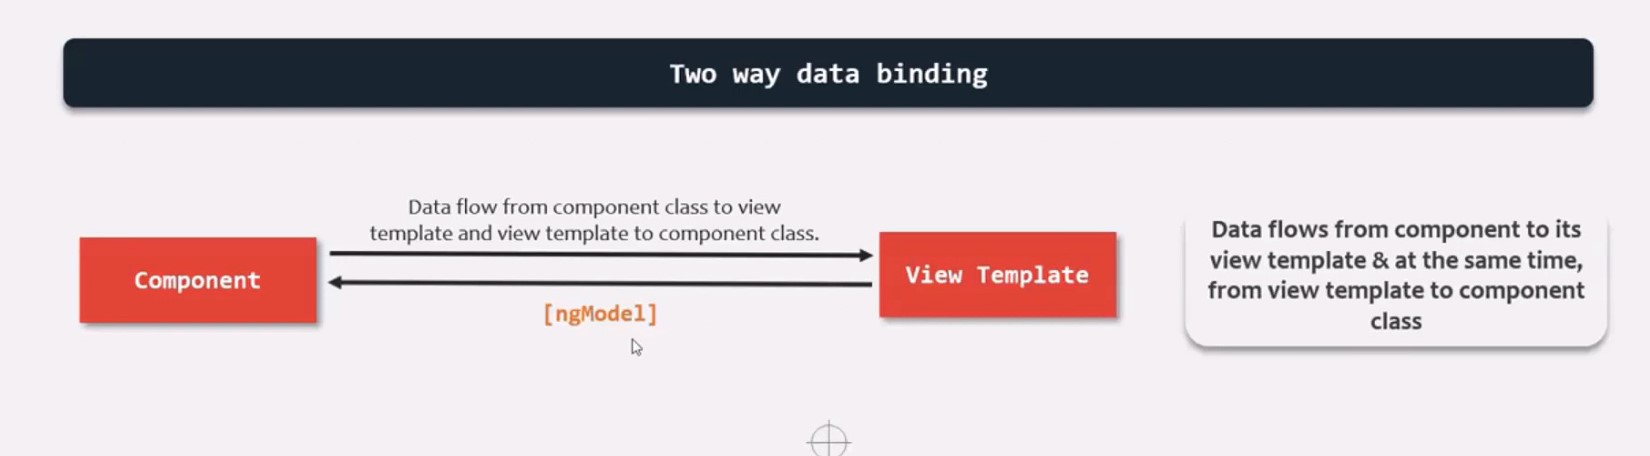 Two way data binding
Data flow from component class to view
template and view template to component class.
Component
View Template
[ngModel]
Data flows from component to its
view template & at the same time,
from view template to component
class